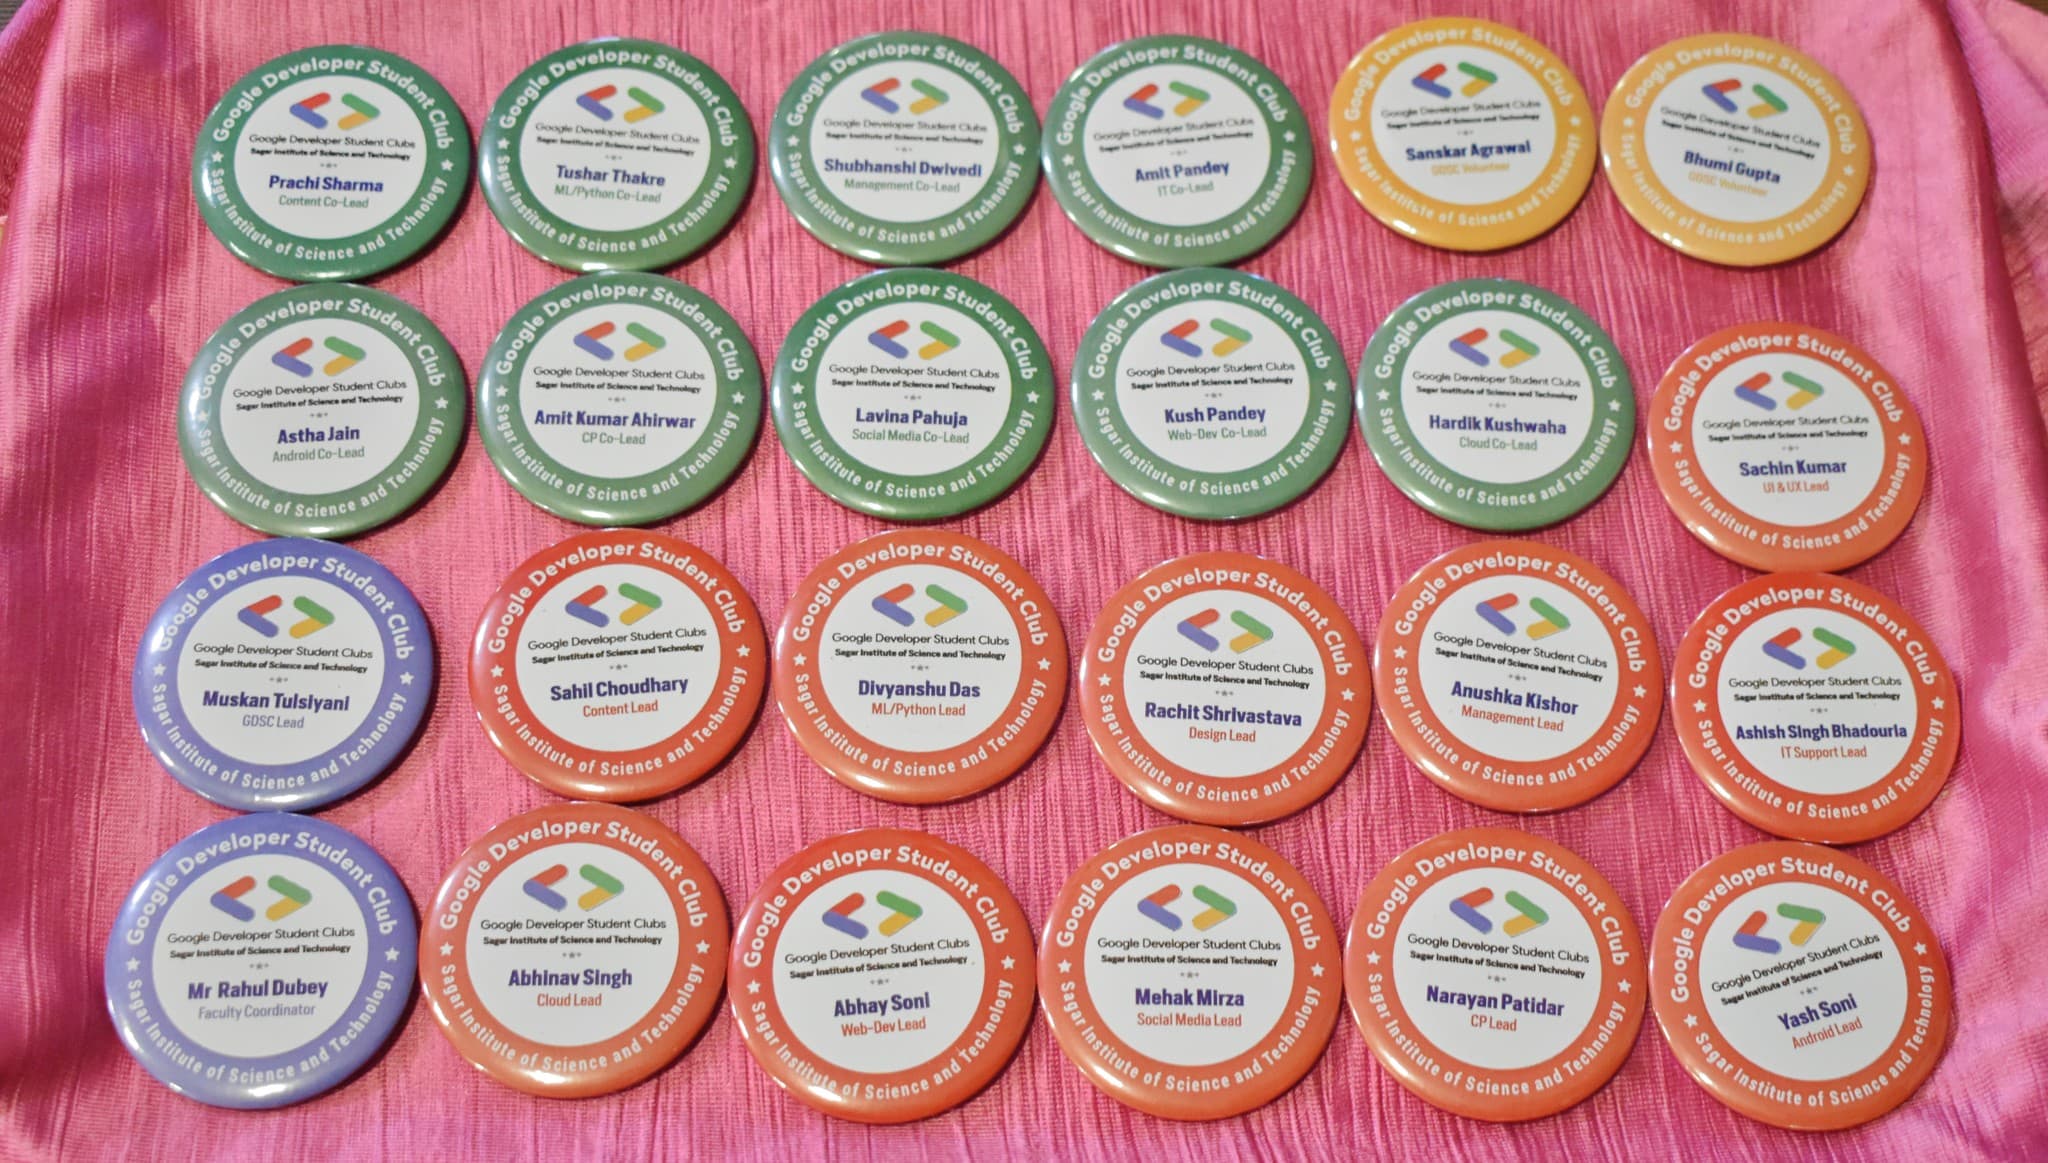 Google Developer Student Club
Google Developer Student Clubs
Sagar Institute of Science and Technology
Prachi Sharma
Content Co-Lead
Sagar Institute of Science and Technology
Google Developer Student Club
Google Developer Student Clubs
Sagar Institute of Science and Technology
Tushar Thakre
ML/Python Co-Lead
Sagar Institute of Science and Technology
Google Developer Student Club
Google Developer Student Clubs
Sagar Institute of Science and Technology
Shubhanshi Dwivedi
Management Co-Lead
Sagar Institute of Science and Technology
Google Developer Student Club
Google Developer Student Clubs
Sagar Institute of Science and Technology
Amit Pandey
IT Co-Lead
Sagar Institute of Science and Technology
Google Developer Student Club
Google Developer Student Clubs
Sagar Institute of Science and Technology
Sanskar Agrawal
GDSC Volunteer
Sagar Institute of Science and Technology
Google Developer Student Club
Google Developer Student Clubs
Sagar Institute of Science and Technology
Bhumi Gupta
GDSC Volunteer
Sagar Institute of Science and Technology
Google Developer Student Club
Google Developer Student Clubs
Sagar Institute of Science and Technology
Astha Jain
Android Co-Lead
Sagar Institute of Science and Technology
Google Developer Student Club
Google Developer Student Clubs
Sagar Institute of Science and Technology
Amit Kumar Ahirwar
CP Co-Lead
Sagar Institute of Science and Technology
Google Developer Student Club
Google Developer Student Clubs
Sagar Institute of Science and Technology
Lavina Pahuja
Social Media Co-Lead
Sagar Institute of Science and Technology
Google Developer Student Club
Google Developer Student Clubs
Sagar Institute of Science and Technology
Kush Pandey
Web-Dev Co-Lead
Sagar Institute of Science and Technology
Google Developer Student Club
Google Developer Student Clubs
Sagar Institute of Science and Technology
Hardik Kushwaha
Cloud Co-Lead
Sagar Institute of Science and Technology
Google Developer Student Club
Google Developer Student Clubs
Sagar Institute of Science and Technology
Sachin Kumar
UI & UX Lead
Sagar Institute of Science and Technology
Google Developer Student Club
Google Developer Student Clubs
Sagar Institute of Science and Technology
Muskan Tulsiyani
GDSC Lead
Sagar Institute of Science and Technology
Google Developer Student Club
Google Developer Student Clubs
Sagar Institute of Science and Technology
Sahil Choudhary
Content Lead
Sagar Institute of Science and Technology
Google Developer Student Club
Google Developer Student Clubs
Sagar Institute of Science and Technology
Divyanshu Das
ML/Python Lead
Sagar Institute of Science and Technology
Google Developer Student Club
Google Developer Student Clubs
Sagar Institute of Science and Technology
Rachit Shrivastava
Design Lead
Sagar Institute of Science and Technology
Google Developer Student Club
Google Developer Student Clubs
Sagar Institute of Science and Technology
Anushka Kishor
Management Lead
Sagar Institute of Science and Technology
Google Developer Student Club
Google Developer Student Clubs
Sagar Institute of Science and Technology
Ashish Singh Bhadouria
IT Support Lead
Sagar Institute of Science and Technology
Google Developer Student Club
Google Developer Student Clubs
Sagar Institute of Science and Technology
Mr Rahul Dubey
Faculty Coordinator
Sagar Institute of Science and Technology
Google Developer Student Club
Google Developer Student Clubs
Sagar Institute of Science and Technology
Abhinav Singh
Cloud Lead
Sagar Institute of Science and Technology
Google Developer Student Club
Google Developer Student Clubs
Sagar Institute of Science and Technology
Abhay Soni
Web-Dev Lead
Sagar Institute of Science and Technology
Google Developer Student Club
Google Developer Student Clubs
Sagar Institute of Science and Technology
Mehak Mirza
Social Media Lead
Sagar Institute of Science and Technology
Google Developer Student Club
Google Developer Student Clubs
Sagar Institute of Science and Technology
Narayan Patidar
CP Lead
Sagar Institute of Science and Technology
Google Developer Student Club
Google Developer Student Clubs
Sagar Institute of Science and Technology
Yash Soni
Android Lead
Sagar Institute of Science and Technology